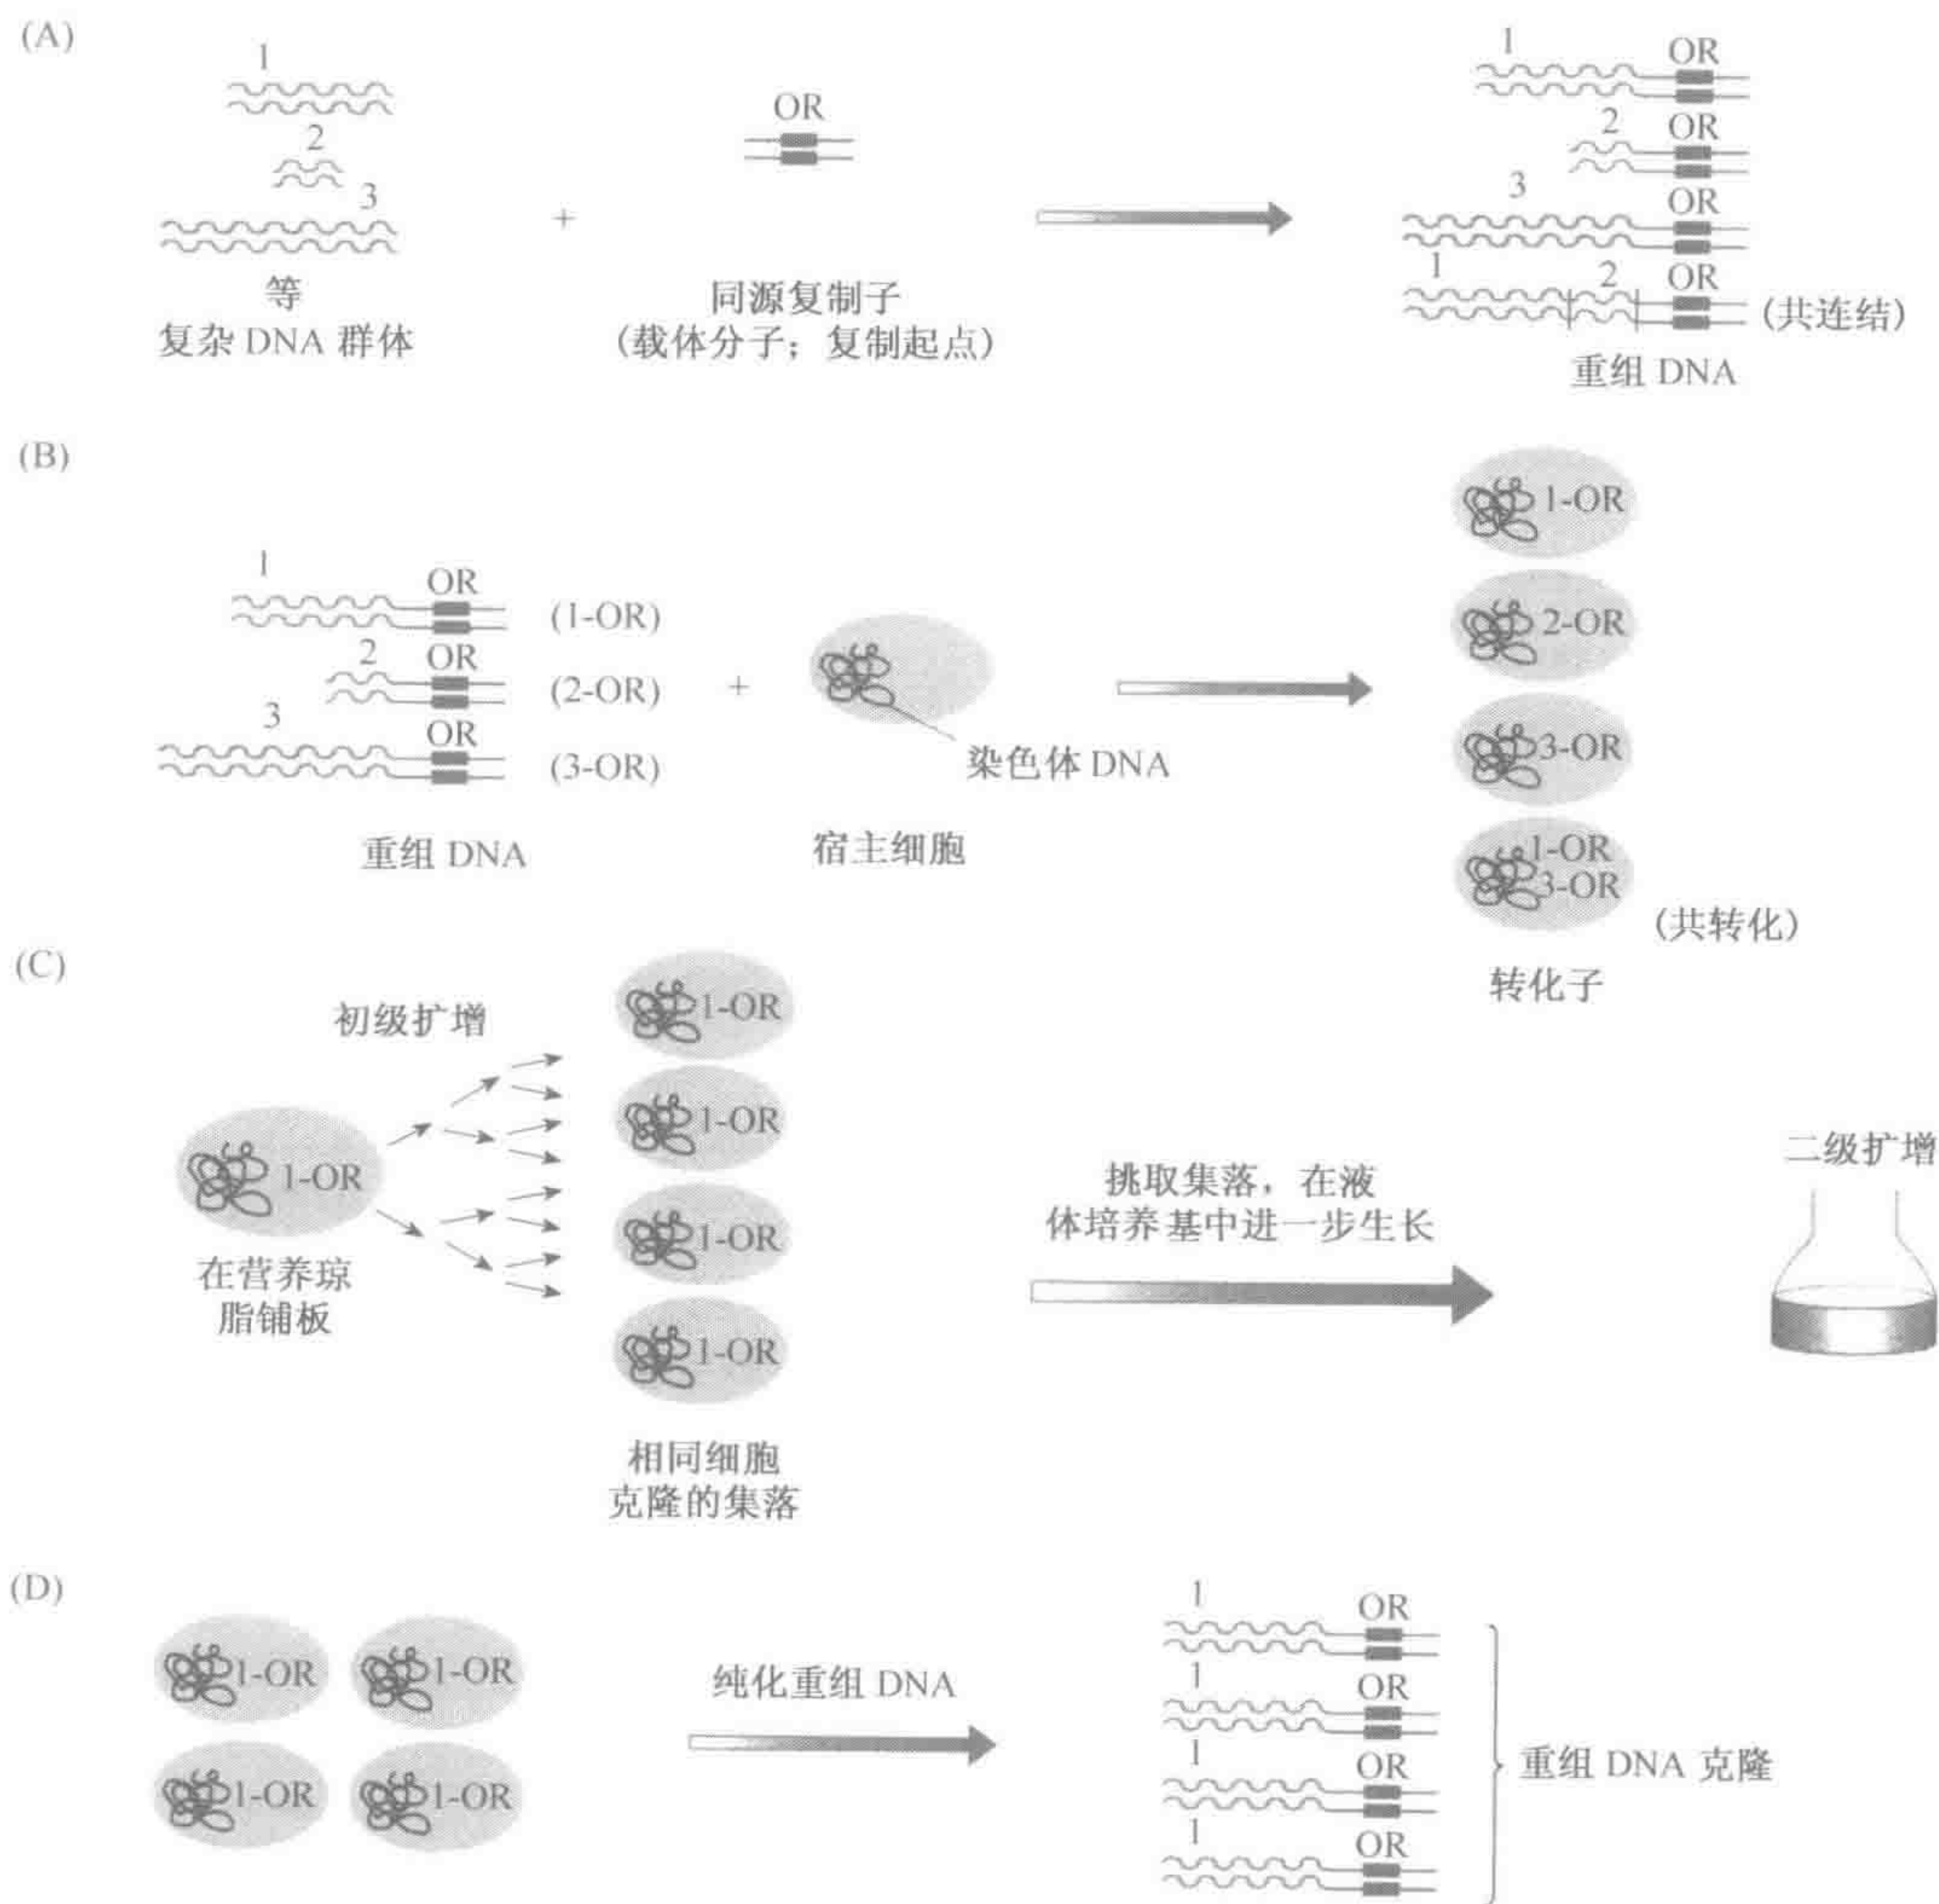 (A)
1
2
3
等
复杂 DNA 群体
+
OR
同源复制子
(载体分子；复制起点)
1
OR
2
OR
3
OR
1
2
OR
(共连结)
重组 DNA
(B)
1
OR
(1-OR)
2
OR
(2-OR)
3
OR
(3-OR)
重组 DNA
+
染色体 DNA
宿主细胞
1-OR
2-OR
3-OR
1-OR
3-OR
(共转化)
转化子
(C)
初级扩增
1-OR
在营养琼
脂铺板
1-OR
1-OR
1-OR
1-OR
相同细胞
克隆的集落
挑取集落，在液
体培养基中进一步生长
二级扩增
(D)
1-OR
1-OR
1-OR
1-OR
纯化重组 DNA
1
OR
1
OR
1
OR
1
OR
重组 DNA 克隆